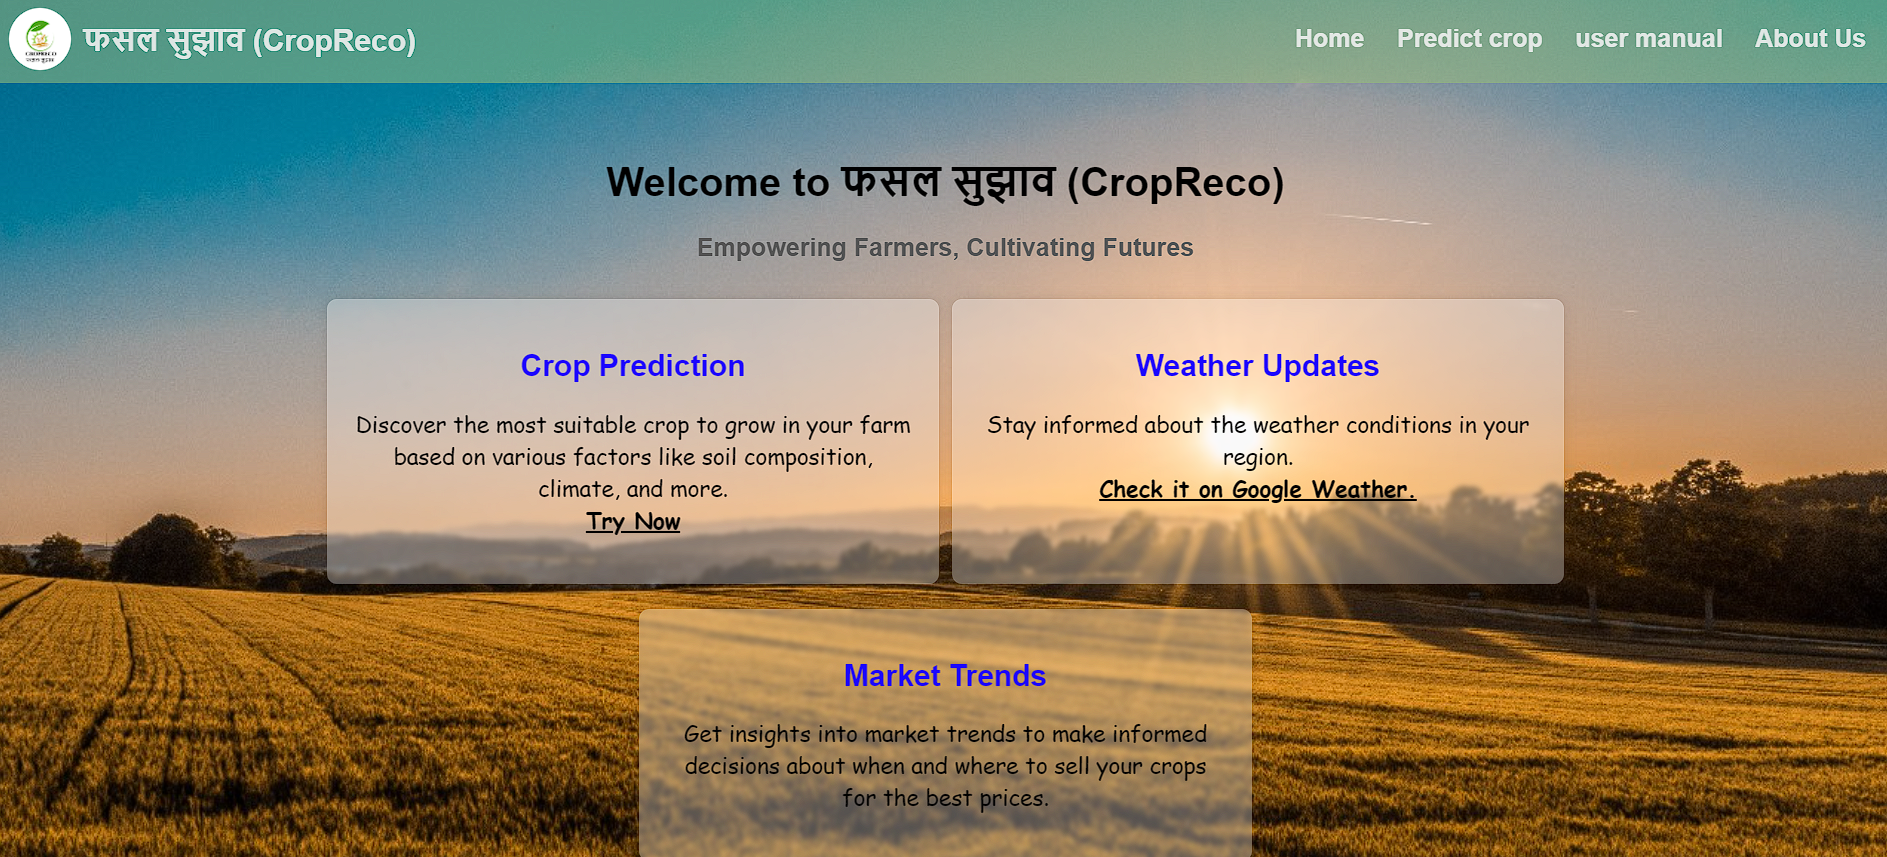 CROPRECO
फसल सुझाव
फसल सुझाव (CropReco)
Home
Predict crop
user manual
About Us
Welcome to फसल सुझाव (CropReco)
Empowering Farmers, Cultivating Futures
Crop Prediction
Discover the most suitable crop to grow in your farm
based on various factors like soil composition,
climate, and more.
Try Now
Weather Updates
Stay informed about the weather conditions in your
region.
Check it on Google Weather.
Market Trends
Get insights into market trends to make informed
decisions about when and where to sell your crops
for the best prices.